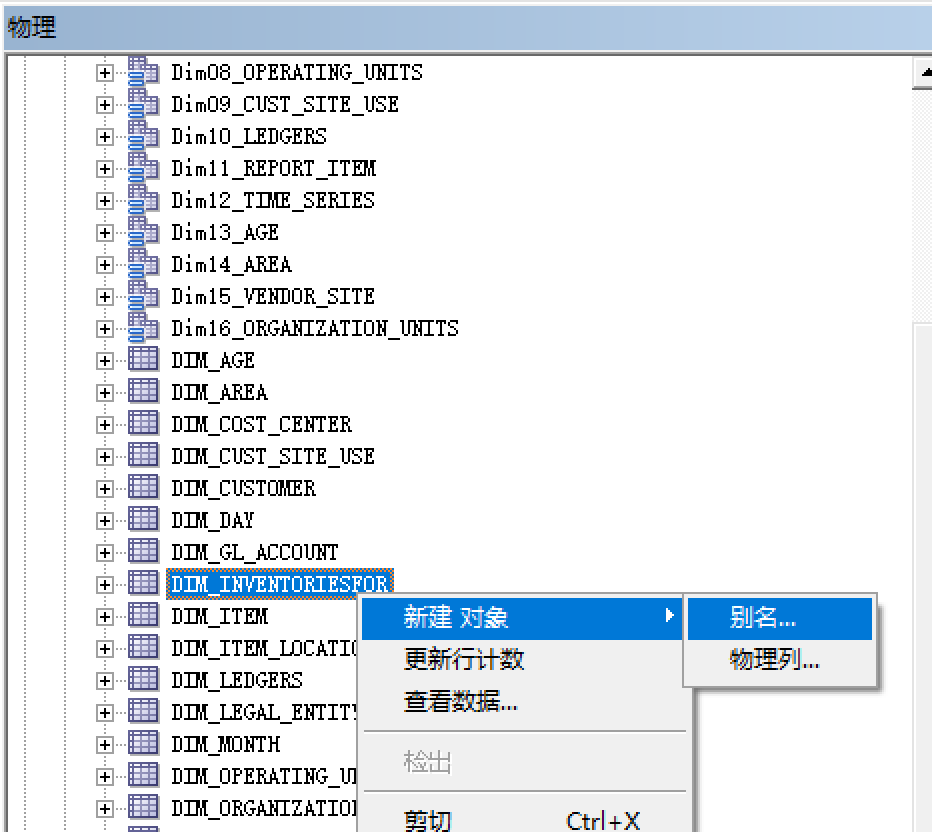 物理
Dim08_OPERATING_UNITS
Dim09_CUST_SITE_USE
Dim10_LEDGERS
Dim11_REPORT_ITEM
Dim12_TIME_SERIES
Dim13_AGE
Dim14_AREA
Dim15_VENDOR_SITE
Dim16_ORGANIZATION_UNITS
DIM_AGE
DIM_AREA
DIM_COST_CENTER
DIM_CUST_SITE_USE
DIM_CUSTOMER
DIM_DAY
DIM_GL_ACCOUNT
DIM_INVENTORIESFOR
DIM_ITEM
DIM_ITEM_LOCATIO
DIM_LEDGERS
DIM_LEGAL_ENTITY
DIM_MONTH
DIM_OPERATING_U
DIM_ORGANIZATIO
新建 对象
更新行计数
查看数据...
检出
剪切 Ctrl+X
别名...
物理列...